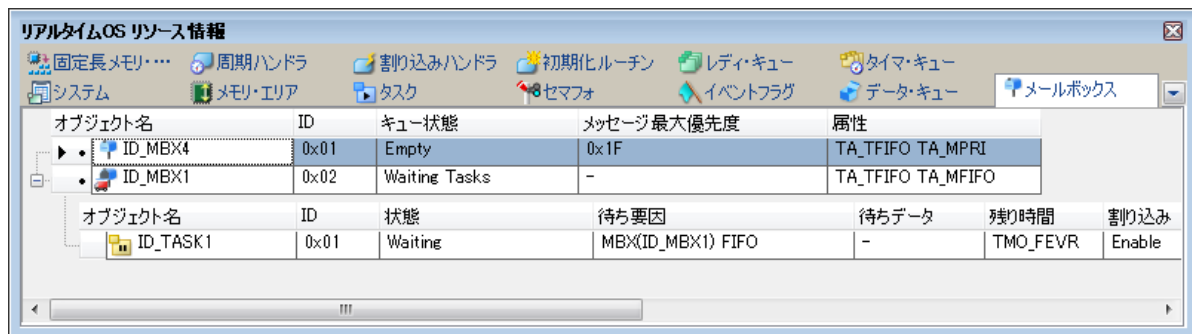 リアルタイムOS リソース情報
固定長メモリ・… 周期ハンドラ 割り込みハンドラ 初期化ルーチン レディ・キュー タイマ・キュー
システム メモリ・エリア タスク セマフォ イベントフラグ データ・キュー メールボックス
オブジェクト名 ID キュー状態 メッセージ最大優先度 属性
ID_MBX4 0x01 Empty 0x1F TA_TFIFO TA_MPRI
ID_MBX1 0x02 Waiting Tasks - TA_TFIFO TA_MFIFO
オブジェクト名 ID 状態 待ち要因 待ちデータ 残り時間 割り込み
ID_TASK1 0x01 Waiting MBX(ID_MBX1) FIFO - TMO_FEVR Enable